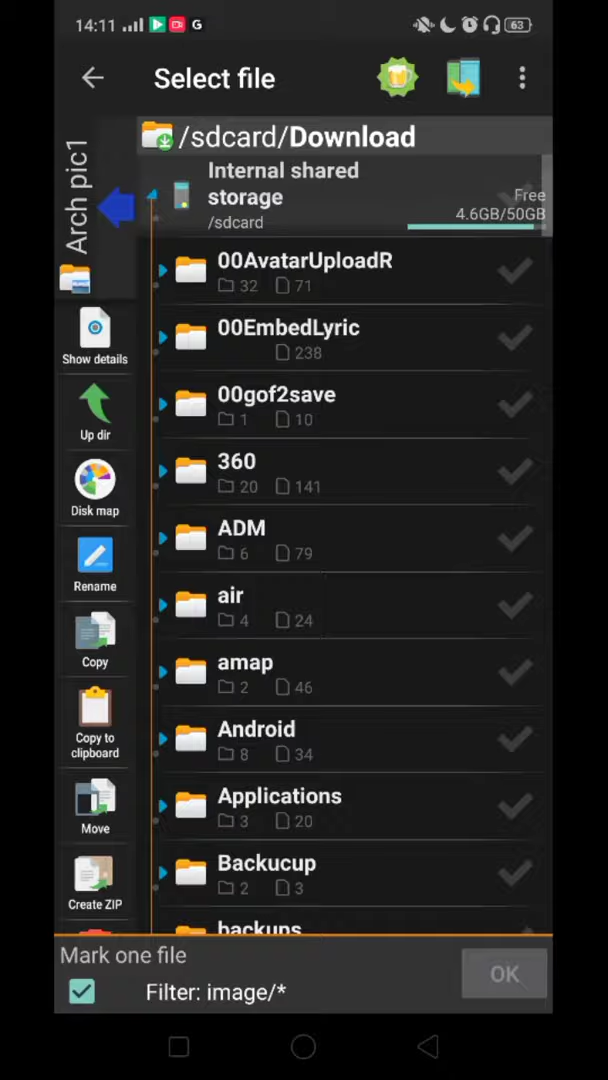 14:11
G
63
Select file
/sdcard/Download
Arch pic1
Internal shared
storage
/sdcard
Free
4.6GB/50GB
00AvatarUploadR
32 71
00EmbedLyric
238
00gof2save
1 10
360
20 141
ADM
6 79
air
4 24
amap
2 46
Android
8 34
Applications
3 20
Backucup
2 3
backups
Show details
Up dir
Disk map
Rename
Copy
Copy to
clipboard
Move
Create ZIP
Mark one file
Filter: image/*
OK